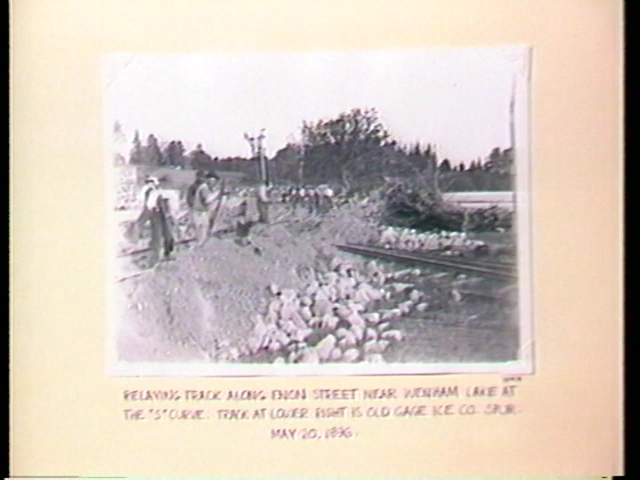 RELAYING TRACK ALONG ENON STREET NEAR WENHAM LAKE AT
THE "S" CURVE. TRACK AT LOWER RIGHT IS OLD GAGE ICE CO. SPUR.
MAY 20, 1896.